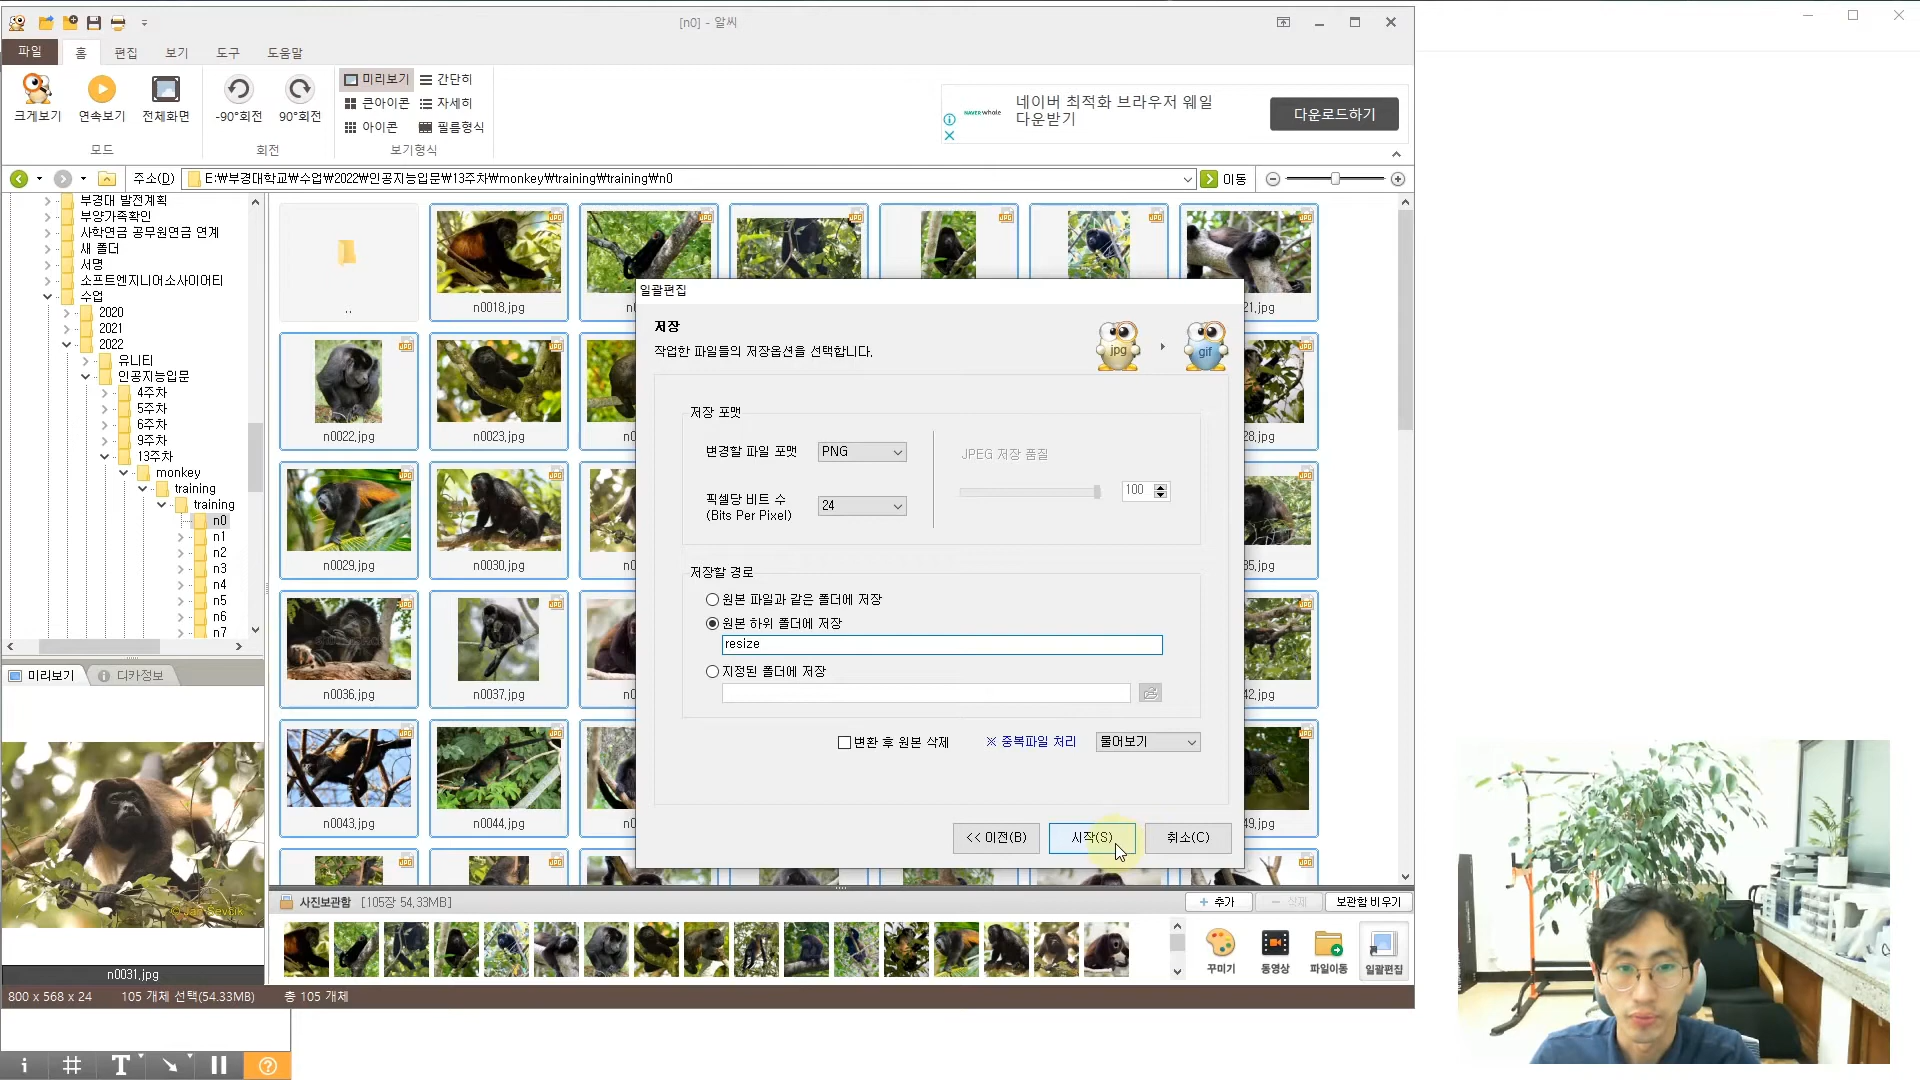 [n0] - 알씨
파일 홈 편집 보기 도구 도움말
크게보기 연속보기 전체화면
모드
-90°회전 90°회전
회전
미리보기 간단히
큰아이콘 자세히
아이콘 필름형식
보기형식
NAVER whale
네이버 최적화 브라우저 웨일
다운받기
다운로드하기
주소(D) E:₩부경대학교₩수업₩2022₩인공지능입문₩13주차₩monkey₩training₩training₩n0 이동
부경대 발전계획
부양가족확인
사학연금 공무원연금 연계
새 폴더
서명
소프트엔지니어소사이어티
수업
2020
2021
2022
유니티
인공지능입문
4주차
5주차
6주차
9주차
13주차
monkey
training
training
n0
n1
n2
n3
n4
n5
n6
n7
..
n0018.jpg
21.jpg
n0022.jpg
n0023.jpg
28.jpg
n0029.jpg
n0030.jpg
35.jpg
n0036.jpg
n0037.jpg
42.jpg
n0043.jpg
n0044.jpg
49.jpg
일괄편집
저장
작업한 파일들의 저장옵션을 선택합니다.
jpg gif
저장 포맷
변경할 파일 포맷 PNG
픽셀당 비트 수
(Bits Per Pixel) 24
JPEG 저장 품질
100
저장할 경로
원본 파일과 같은 폴더에 저장
원본 하위 폴더에 저장
resize
지정된 폴더에 저장
변환 후 원본 삭제 ※ 중복파일 처리 물어보기
<< 이전(B) 시작(S) 취소(C)
미리보기 디카정보
© Jan Ševčík
n0031.jpg
사진보관함 [105장 54.33MB]
+ 추가 - 삭제 보관함 비우기
꾸미기 동영상 파일이동 일괄편집
800 x 568 x 24 105 개체 선택(54.33MB) 총 105 개체